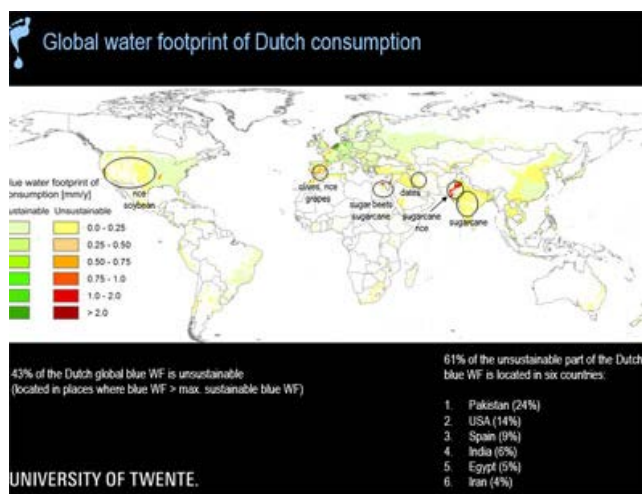 Global water footprint of Dutch consumption
lue water footprint of
onsumption [mm/y]
ustainable Unsustainable
0.0 - 0.25
0.25 - 0.50
0.50 - 0.75
0.75 - 1.0
1.0 - 2.0
> 2.0
rice
soybean
olives, rice
grapes
sugar beets
sugarcane
dates
sugarcane
rice
sugarcane
43% of the Dutch global blue WF is unsustainable
(located in places where blue WF > max. sustainable blue WF)
61% of the unsustainable part of the Dutch
blue WF is located in six countries:
1. Pakistan (24%)
2. USA (14%)
3. Spain (9%)
4. India (6%)
5. Egypt (5%)
6. Iran (4%)
UNIVERSITY OF TWENTE.